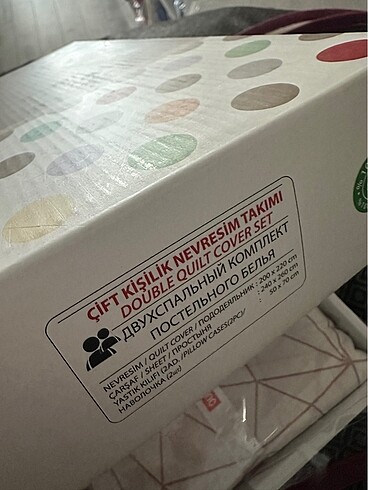 ÇİFT KİŞİLİK NEVRESİM TAKIMI
DOUBLE QUILT COVER SET
ДВУХСПАЛЬНЫЙ КОМПЛЕКТ
ПОСТЕЛЬНОГО БЕЛЬЯ
NEVRESİM / QUILT COVER / ПОДОДЕЯЛЬНИК : 200 x 220 cm
ÇARŞAF / SHEET / ПРОСТЫНЯ : 240 x 260 cm
YASTIK KILIFI (2AD. /PILLOW CASES(2PC)/ : 50 x 70 cm
НАВОЛОЧКА (2ш)